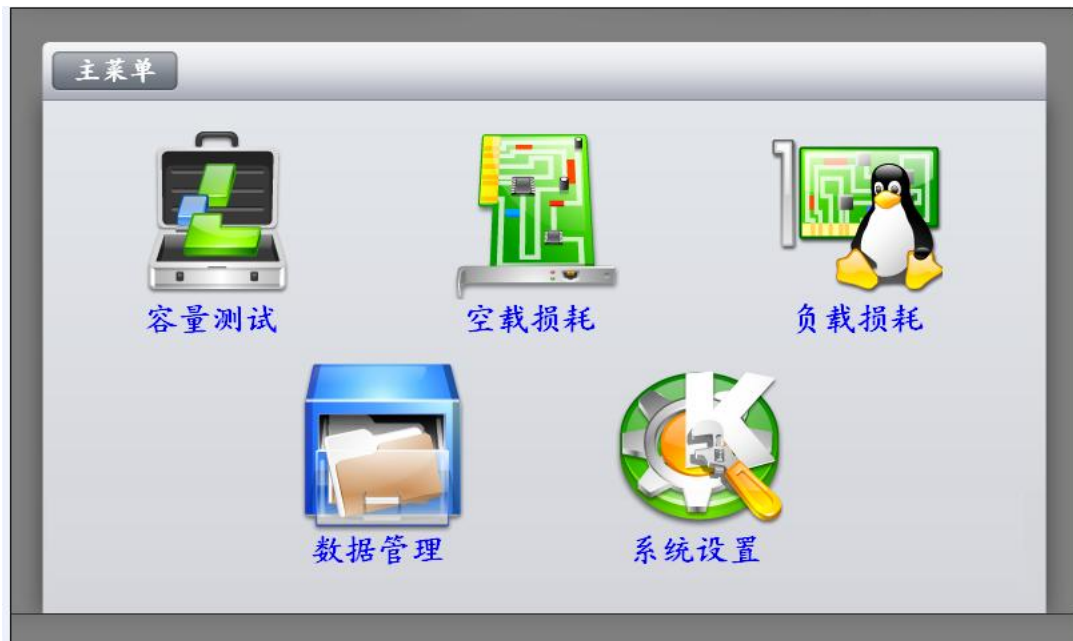 主菜单
容量测试
空载损耗
负载损耗
数据管理
系统设置